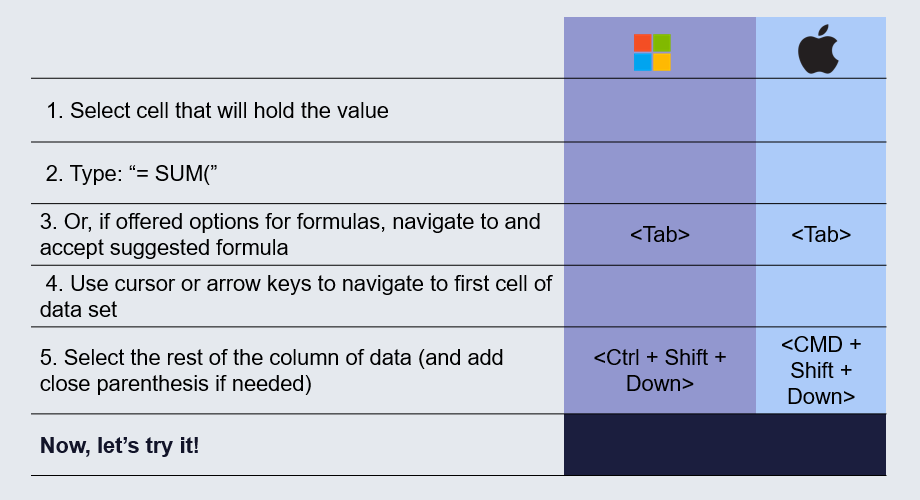 1. Select cell that will hold the value
2. Type: “= SUM(”
3. Or, if offered options for formulas, navigate to and
accept suggested formula
<Tab>
<Tab>
4. Use cursor or arrow keys to navigate to first cell of
data set
5. Select the rest of the column of data (and add
close parenthesis if needed)
<Ctrl + Shift +
Down>
<CMD +
Shift +
Down>
Now, let’s try it!